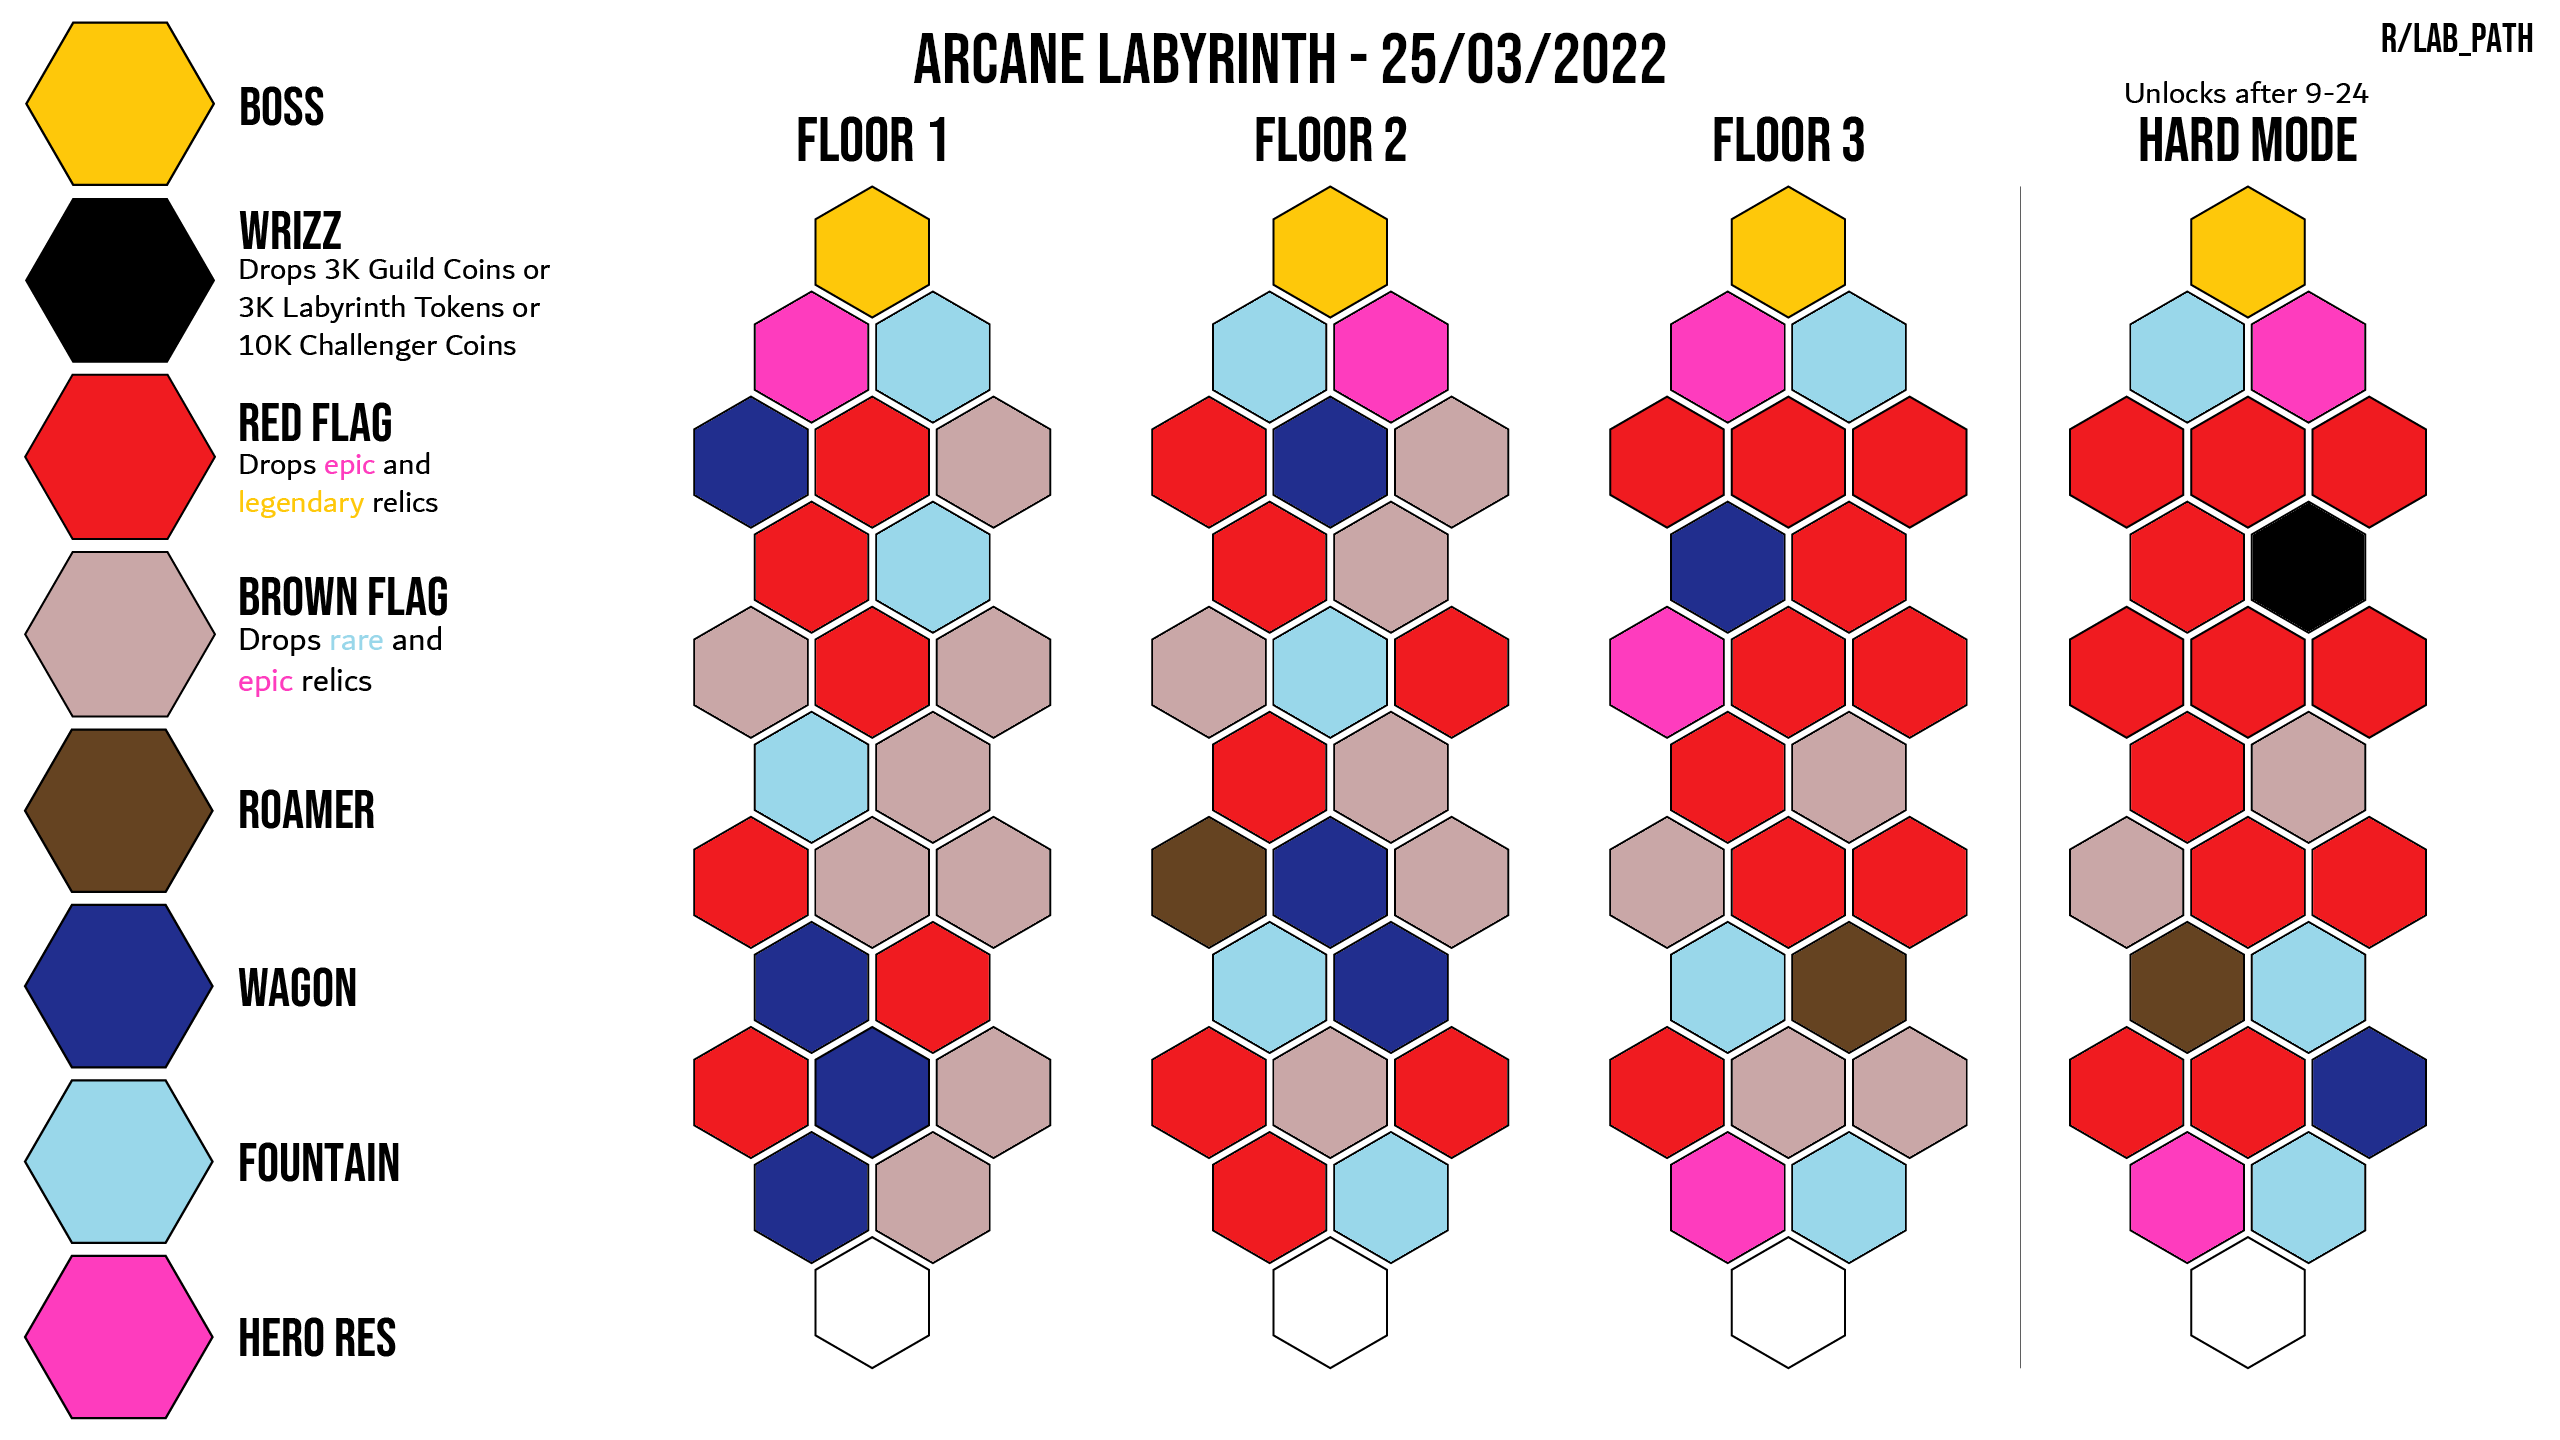 ARCANE LABYRINTH - 25/03/2022
R/LAB_PATH
BOSS
WRIZZ
Drops 3K Guild Coins or
3K Labyrinth Tokens or
10K Challenger Coins
RED FLAG
Drops epic and
legendary relics
BROWN FLAG
Drops rare and
epic relics
ROAMER
WAGON
FOUNTAIN
HERO RES
FLOOR 1
FLOOR 2
FLOOR 3
Unlocks after 9-24
HARD MODE